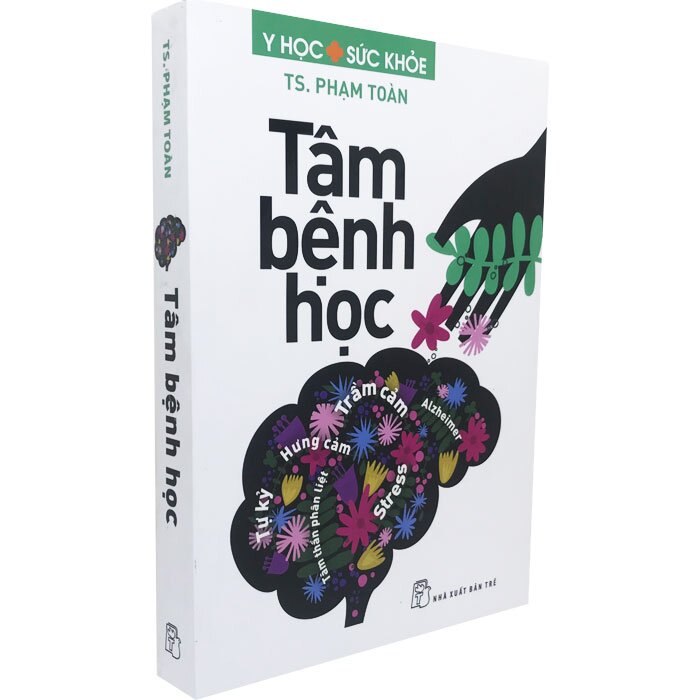 Y HỌC SỨC KHỎE
TS. PHẠM TOÀN
Tâm
bệnh
học
Trầm cảm
Alzheimer
Hưng cảm
Tự kỷ
Tâm thần phân liệt
Stress
NHÀ XUẤT BẢN TRẺ
TS. PHẠM TOÀN
Tâm bệnh học